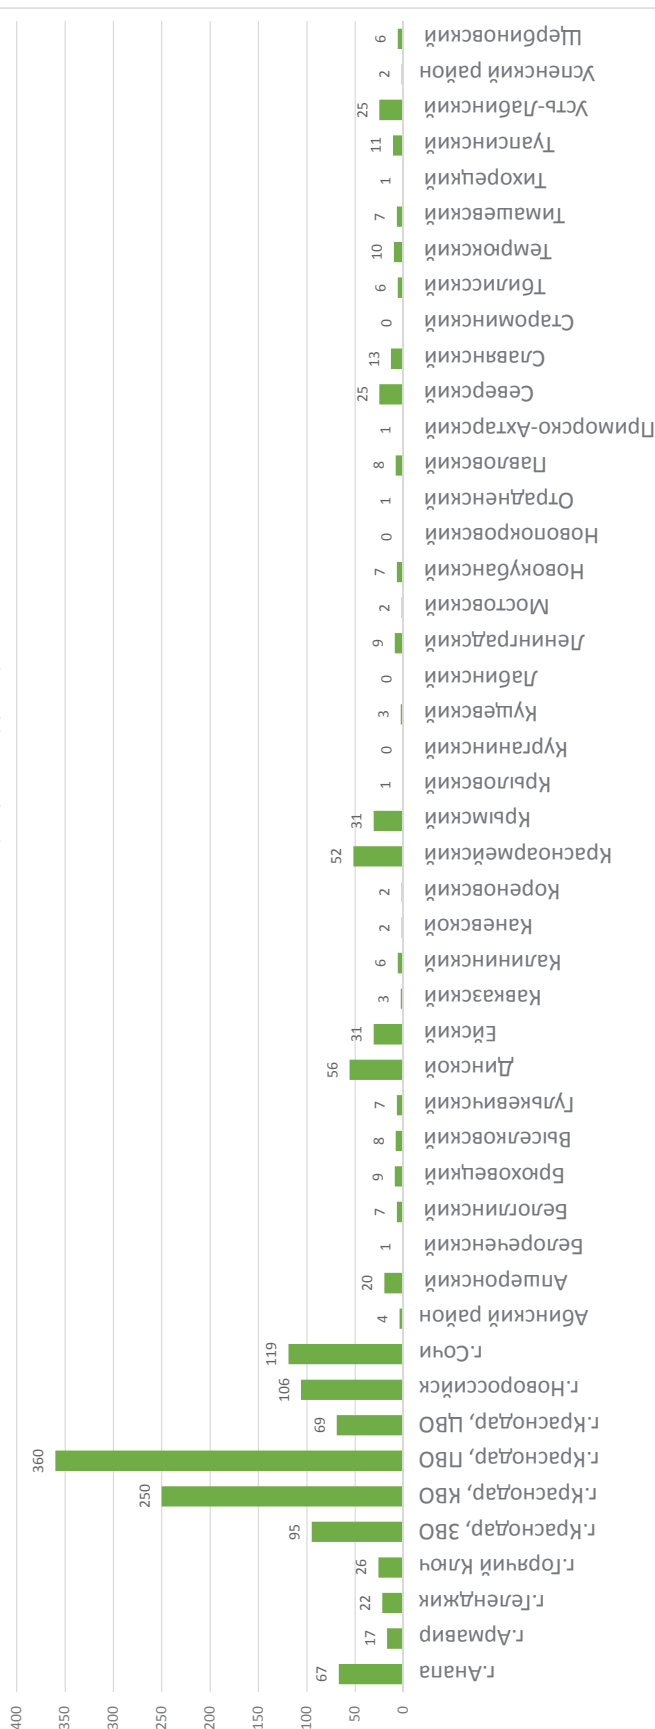 400
350
300
250
200
150
100
50
0
67
г.Анапа
17
г.Армавир
22
г.Геленджик
26
г.Горячий Ключ
95
г.Краснодар, ЗВО
250
г.Краснодар, КВО
360
г.Краснодар, ПВО
69
г.Краснодар, ЦВО
106
г.Новороссийск
119
г.Сочи
4
Абинский район
20
Апшеронский
1
Белореченский
7
Белоглинский
9
Брюховецкий
8
Выселковский
7
Гулькевичский
56
Динской
31
Ейский
3
Кавказский
6
Калининский
2
Каневской
2
Кореновский
52
Красноармейский
31
Крымский
1
Крыловский
0
Курганинский
3
Кущевский
0
Лабинский
9
Ленинградский
2
Мостовский
7
Новокубанский
0
Новопокровский
1
Отрадненский
8
Павловский
1
Приморско-Ахтарский
25
Северский
13
Славянский
0
Староминский
6
Тбилисский
10
Темрюкский
7
Тимашевский
1
Тихорецкий
11
Туапсинский
25
Усть-Лабинский
2
Успенский район
6
Щербиновский